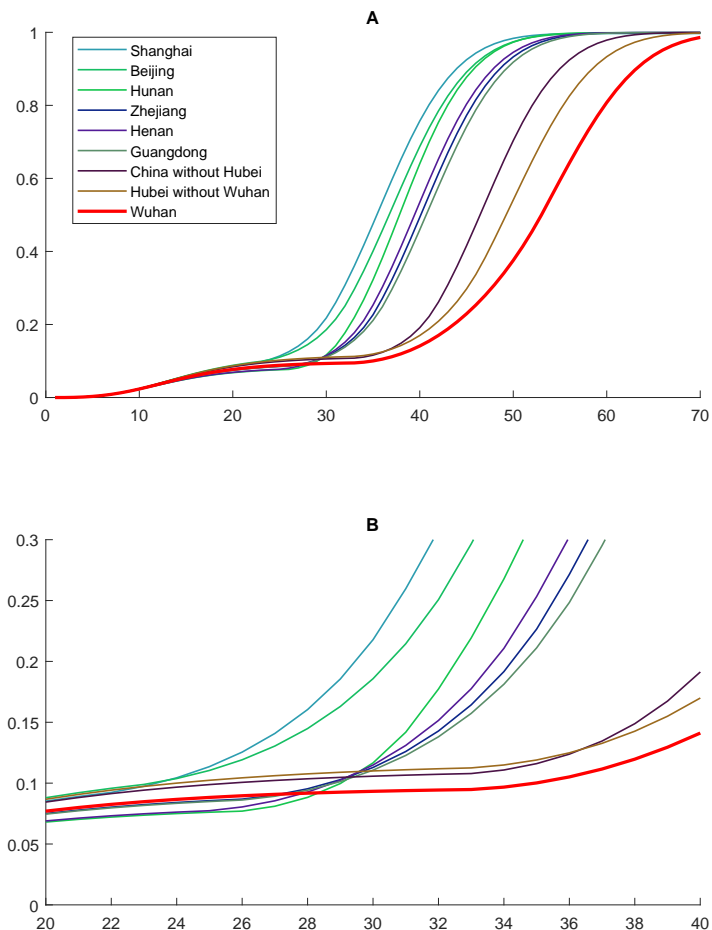 A
1
0.8
0.6
0.4
0.2
0
Shanghai
Beijing
Hunan
Zhejiang
Henan
Guangdong
China without Hubei
Hubei without Wuhan
Wuhan
0 10 20 30 40 50 60 70
B
0.3
0.25
0.2
0.15
0.1
0.05
0
20 22 24 26 28 30 32 34 36 38 40